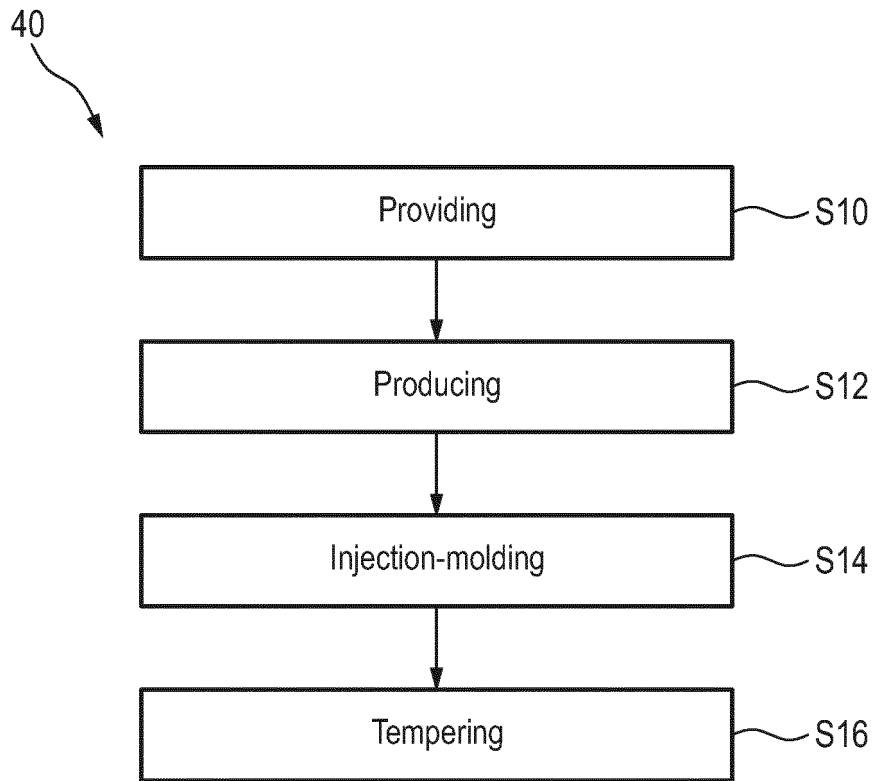 40
Providing
S10
Producing
S12
Injection-molding
S14
Tempering
S16